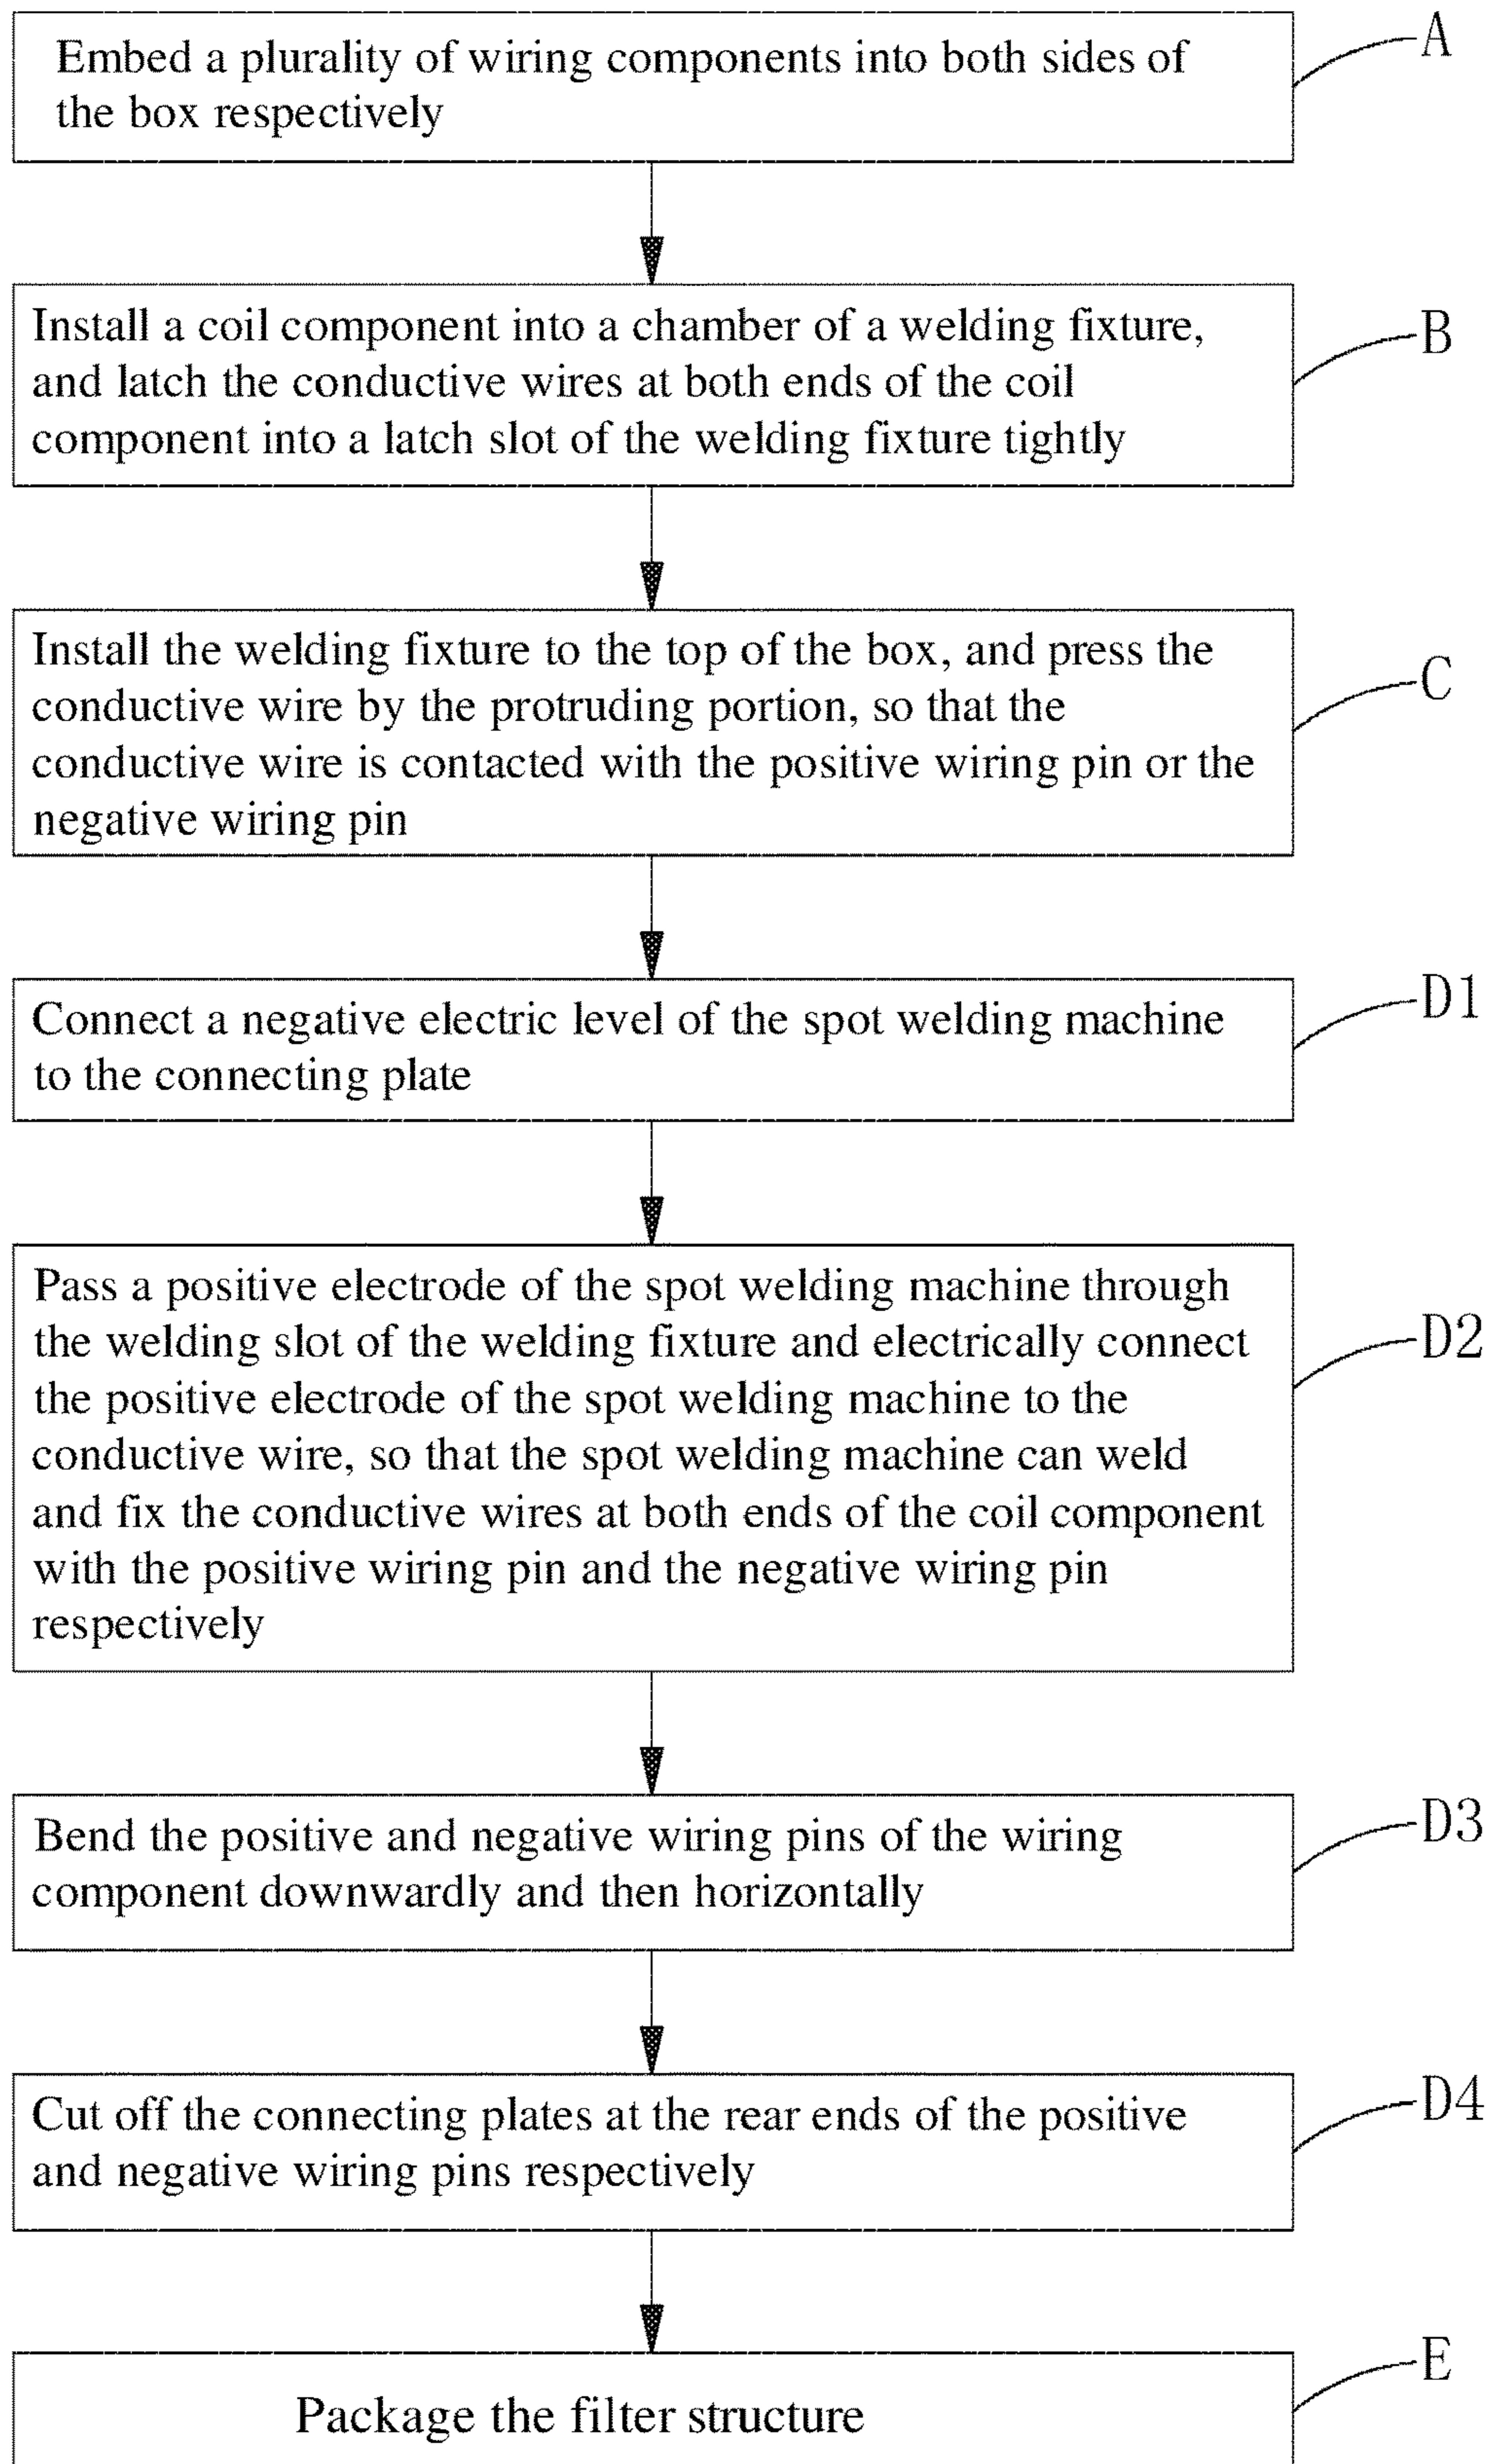 Embed a plurality of wiring components into both sides of
the box respectively
A
Install a coil component into a chamber of a welding fixture,
and latch the conductive wires at both ends of the coil
component into a latch slot of the welding fixture tightly
B
Install the welding fixture to the top of the box, and press the
conductive wire by the protruding portion, so that the
conductive wire is contacted with the positive wiring pin or the
negative wiring pin
C
Connect a negative electric level of the spot welding machine
to the connecting plate
D1
Pass a positive electrode of the spot welding machine through
the welding slot of the welding fixture and electrically connect
the positive electrode of the spot welding machine to the
conductive wire, so that the spot welding machine can weld
and fix the conductive wires at both ends of the coil component
with the positive wiring pin and the negative wiring pin
respectively
D2
Bend the positive and negative wiring pins of the wiring
component downwardly and then horizontally
D3
Cut off the connecting plates at the rear ends of the positive
and negative wiring pins respectively
D4
Package the filter structure
E